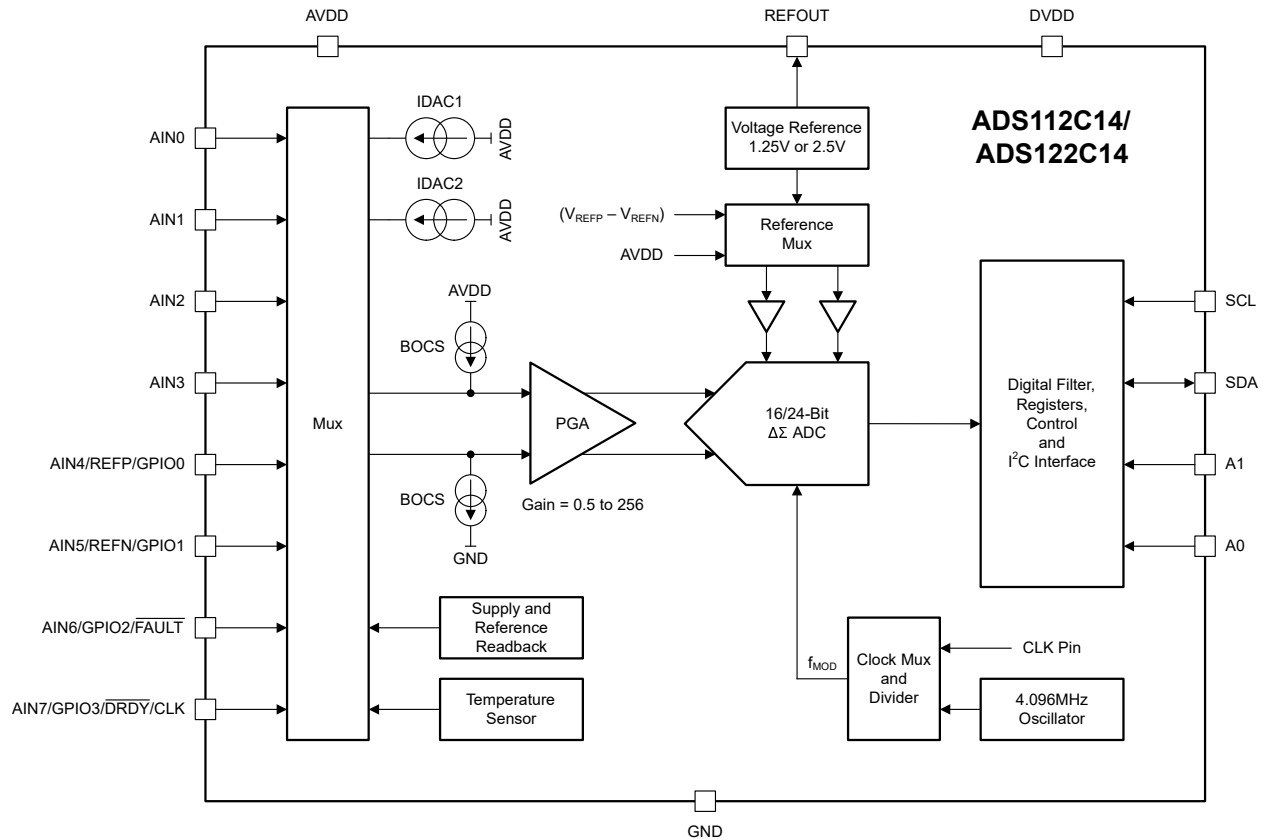 AVDD
REFOUT
DVDD
ADS112C14/
ADS122C14
AIN0
AIN1
AIN2
AIN3
AIN4/REFP/GPIO0
AIN5/REFN/GPIO1
AIN6/GPIO2/FAULT
AIN7/GPIO3/DRDY/CLK
Mux
IDAC1
AVDD
IDAC2
AVDD
AVDD
BOCS
BOCS
GND
PGA
Gain = 0.5 to 256
Supply and
Reference
Readback
Temperature
Sensor
Voltage Reference
1.25V or 2.5V
(VREFP – VREFN)
AVDD
Reference
Mux
16/24-Bit
ΔΣ ADC
fMOD
Clock Mux
and
Divider
CLK Pin
4.096MHz
Oscillator
Digital Filter,
Registers,
Control
and
I²C Interface
SCL
SDA
A1
A0
GND